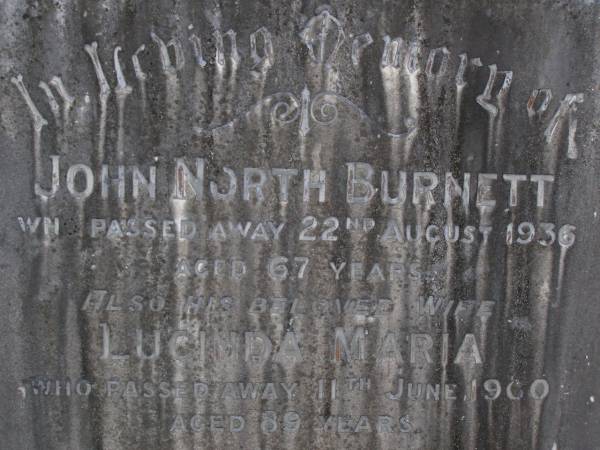 In Loving Memory of
JOHN NORTH BURNETT
WH PASSED AWAY 22ND AUGUST 1936
AGED 67 YEARS.
ALSO HIS BELOVED WIFE
LUCINDA MARIA
WHO PASSED AWAY 11TH JUNE, 1960
AGED 89 YEARS.